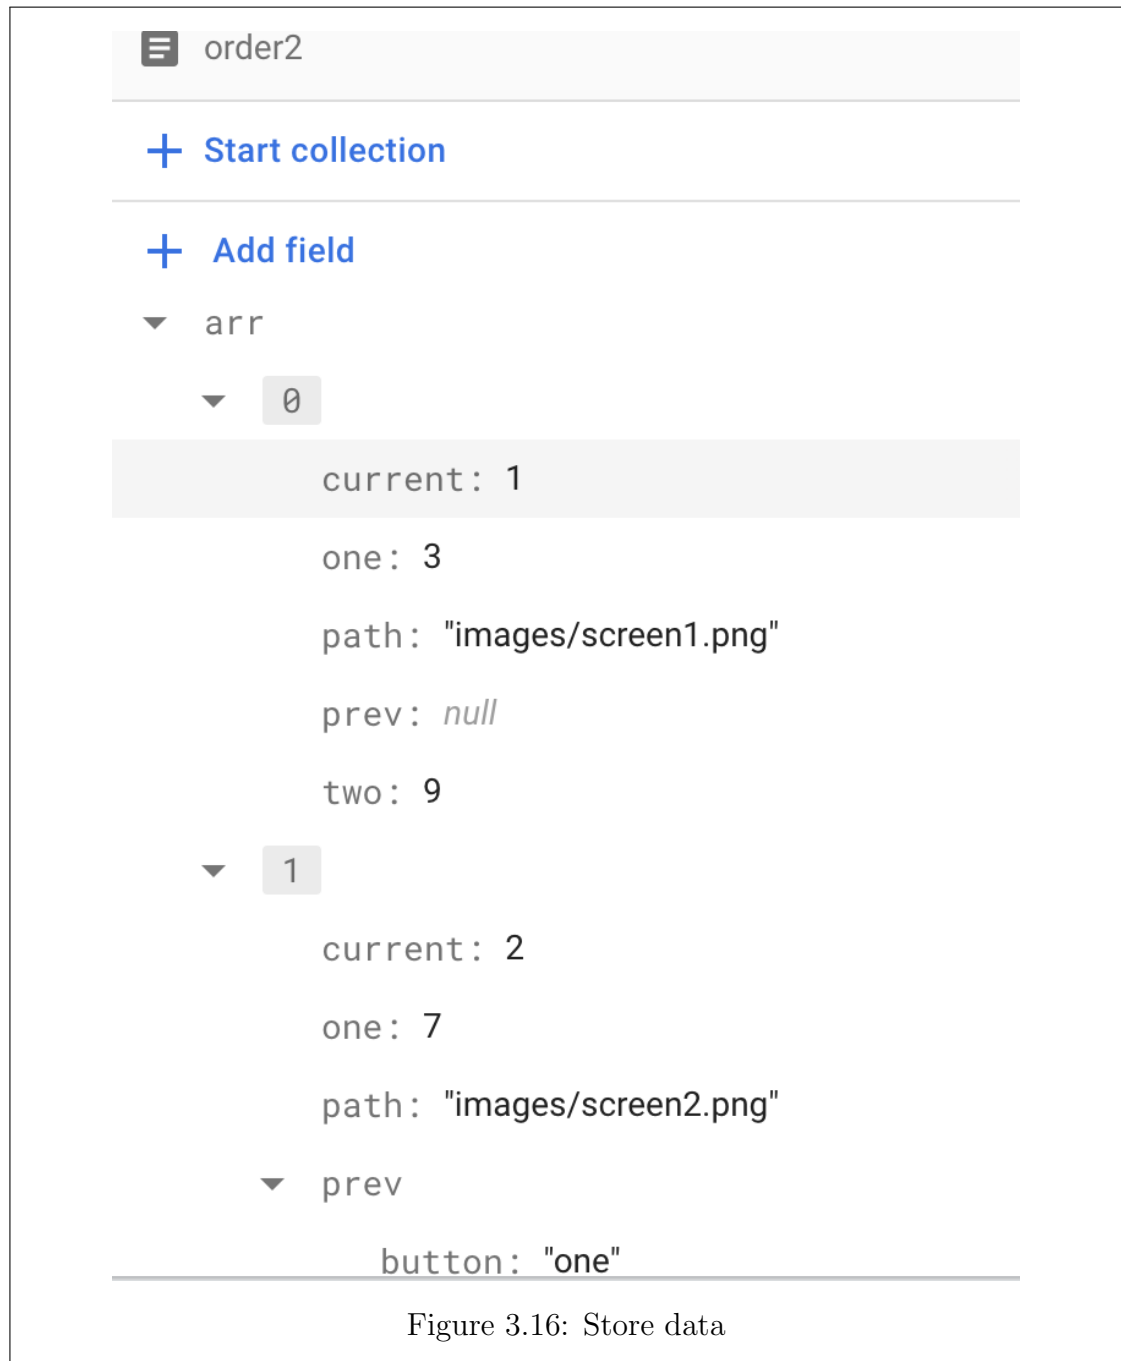 order2
+ Start collection
+ Add field
arr
0
current: 1
one: 3
path: "images/screen1.png"
prev: null
two: 9
1
current: 2
one: 7
path: "images/screen2.png"
prev
button: "one"
Figure 3.16: Store data